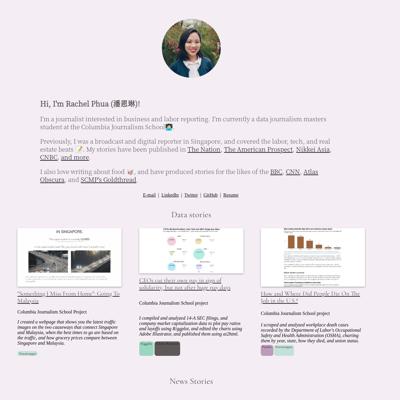 Hi, I'm Rachel Phua (潘恩琳)!
I'm a journalist interested in business and labor reporting. I'm currently a data journalism masters
student at the Columbia Journalism School
Previously, I was a broadcast and digital reporter in Singapore, and covered the labor, tech, and real
estate beats. My stories have been published in The Nation, The American Prospect, Nikkei Asia,
CNBC, and more.
I also love writing about food, and have produced stories for the likes of the BBC, CNN, Atlas
Obscura, and SCMP's Goldthread.
E-mail | LinkedIn | Twitter | GitHub | Resume
Data stories
IN SINGAPORE.
"Something I Miss From Home": Going To
Malaysia
Columbia Journalism School project
I created a webpage that shows you the latest traffic
images on the two causeways that connect Singapore
and Malaysia, when the best times to go are based on
the traffic, and how grocery prices compare between
Singapore and Malaysia.
CEOs cut their own pay in sign of
solidarity, but not after huge pay days
Columbia Journalism School project
I compiled and analyzed 14-A SEC filings, and
company market capitalization data to plot pay ratios
and layoffs using R/ggplot, and edited the charts using
Adobe Illustrator, and published them using ai2html.
How and Where Did People Die On The
Job in the U.S.?
Columbia Journalism School project
I scraped and analyzed workplace death cases
recorded by the Department of Labor's Occupational
Safety and Health Administration (OSHA), charting
them by year, state, how they died, and union status.
News Stories